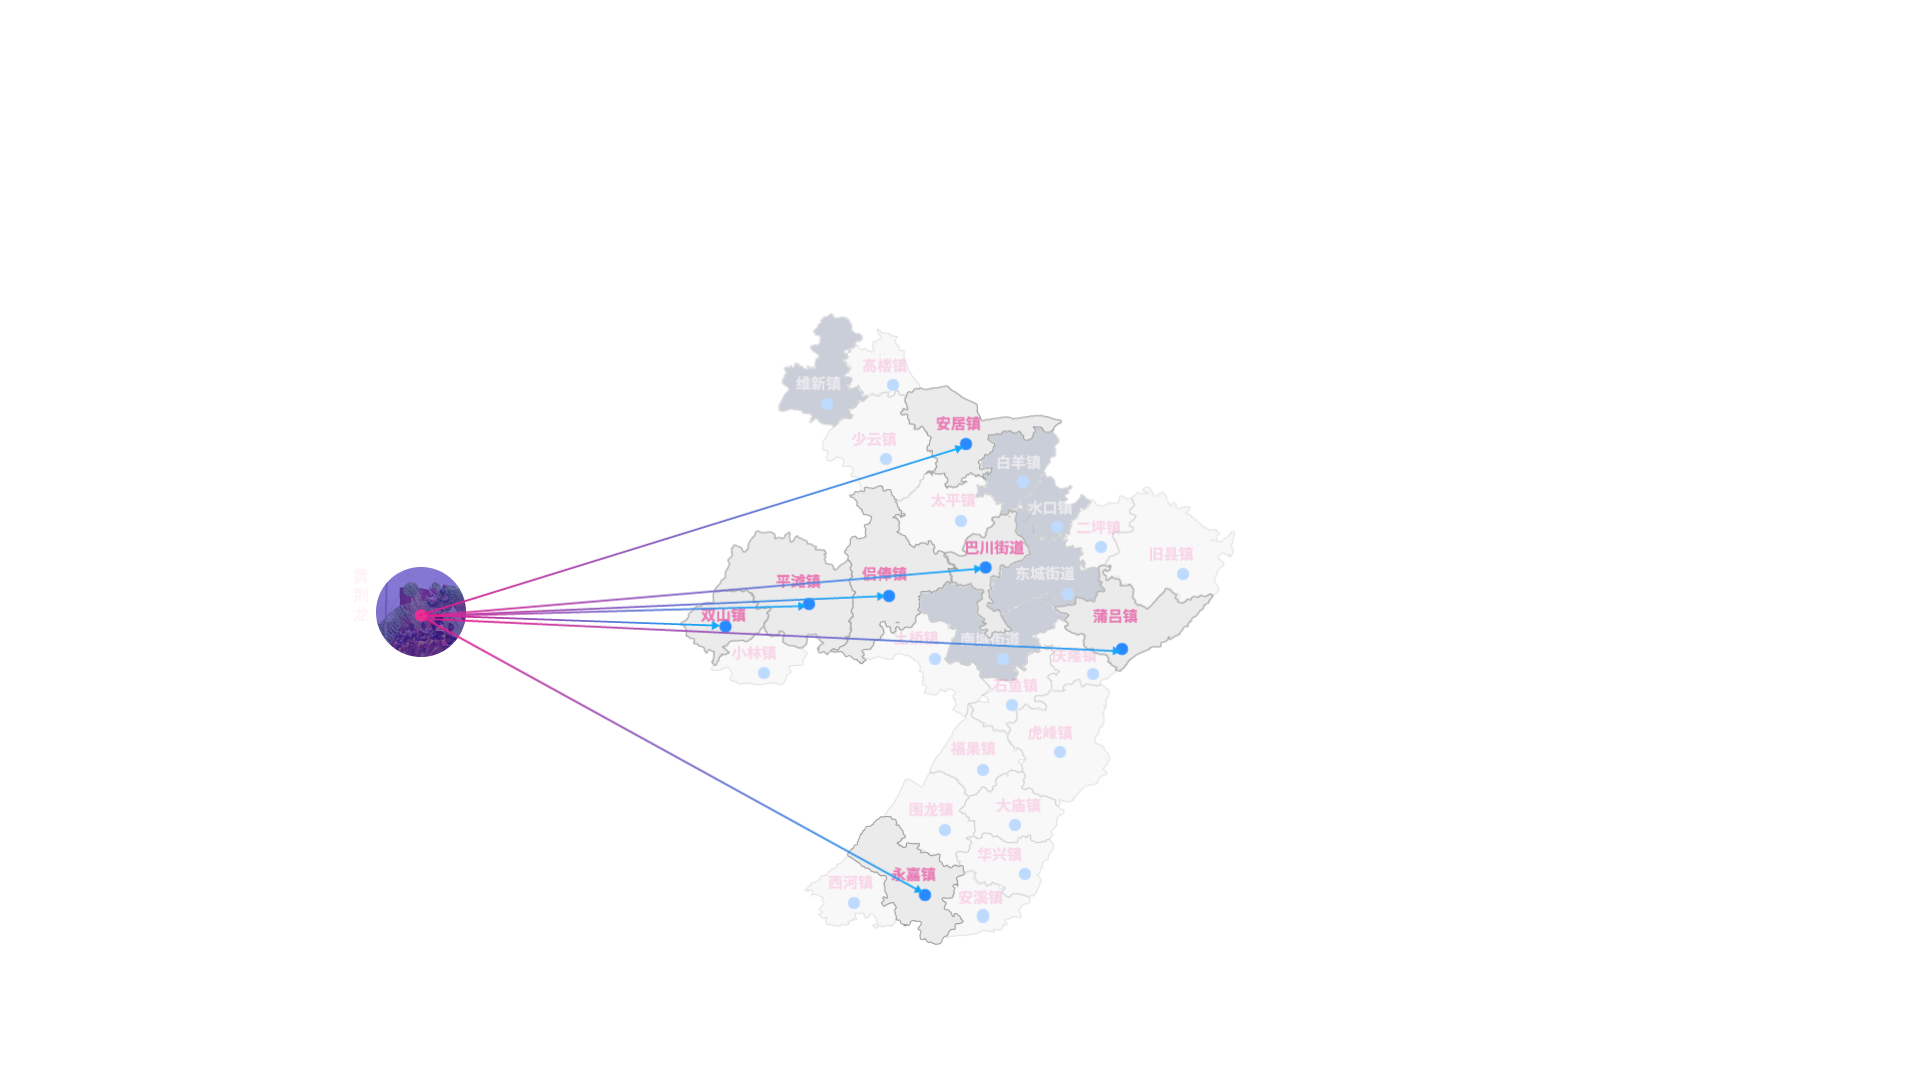 高楼镇
维新镇
安居镇
少云镇
白羊镇
太平镇
水口镇
二坪镇
巴川街道
旧县镇
东城街道
侣俸镇
平滩镇
双山镇
蒲吕镇
土桥镇
南城街道
小林镇
庆隆镇
石鱼镇
虎峰镇
福果镇
大庙镇
围龙镇
华兴镇
永嘉镇
西河镇
安溪镇
龙